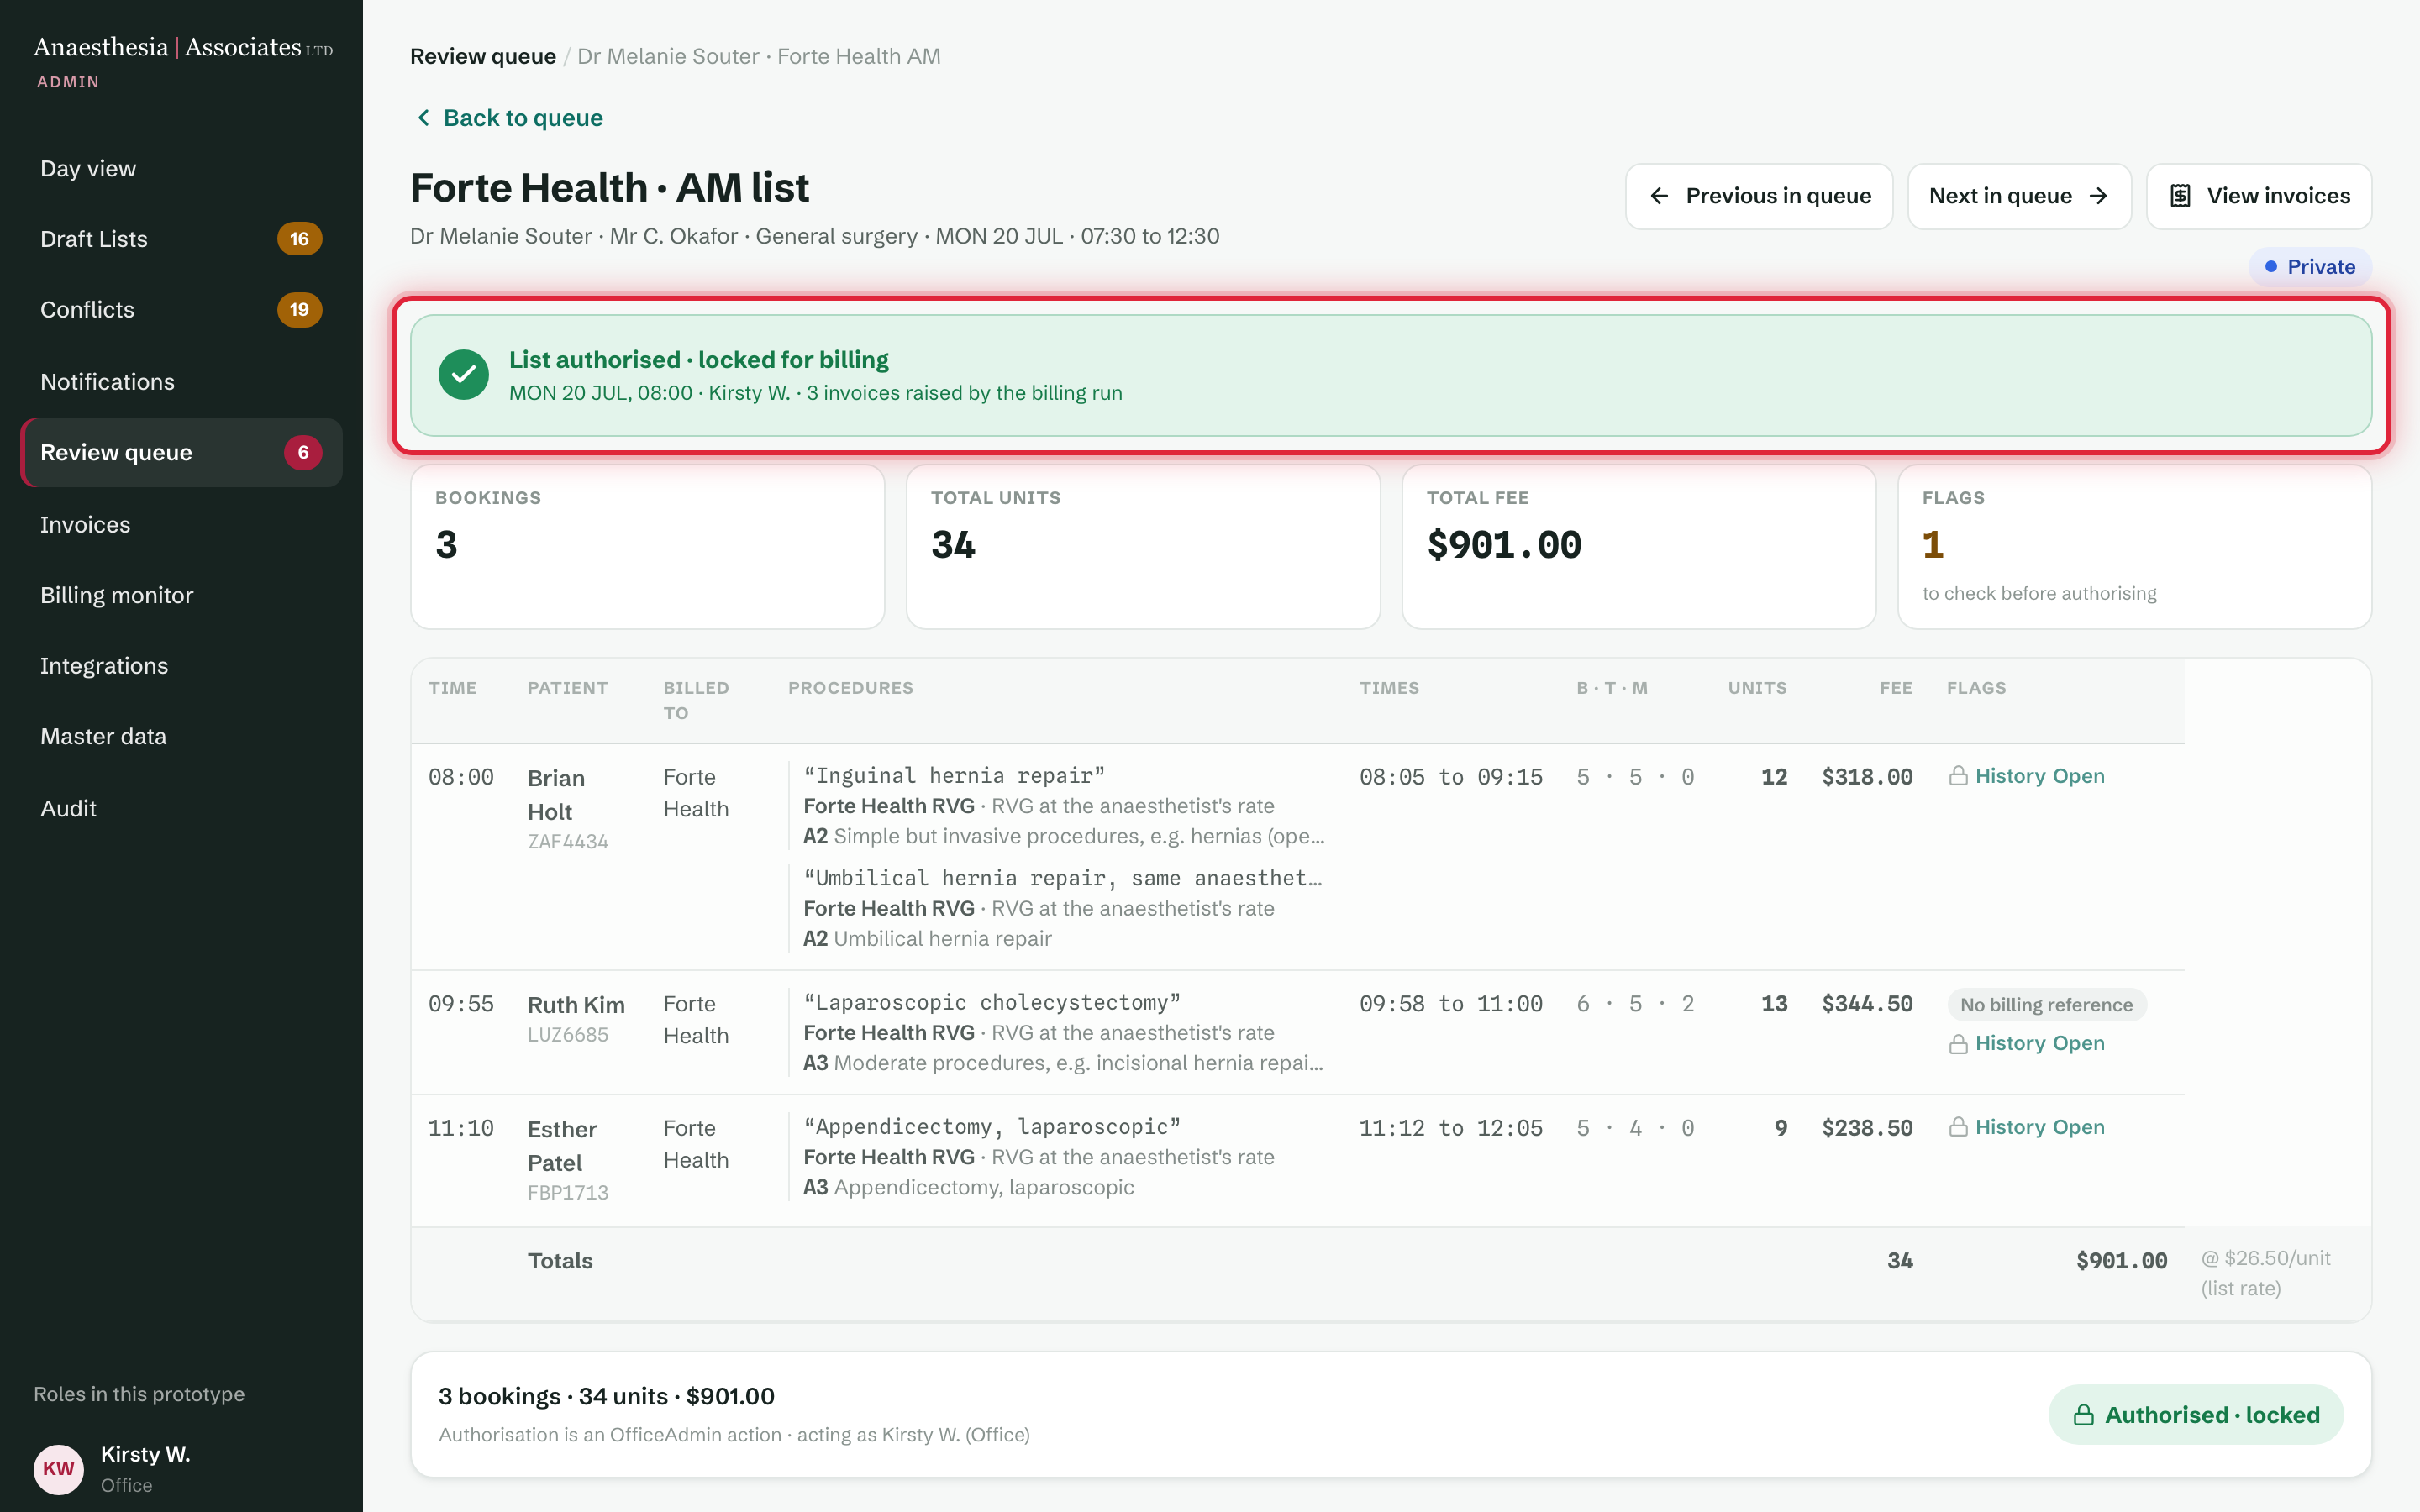 Anaesthesia | Associates LTD
ADMIN
Day view
Draft Lists 16
Conflicts 19
Notifications
Review queue 6
Invoices
Billing monitor
Integrations
Master data
Audit
Roles in this prototype
KW
Kirsty W.
Office
Review queue / Dr Melanie Souter · Forte Health AM
Back to queue
Forte Health · AM list
Dr Melanie Souter · Mr C. Okafor · General surgery · MON 20 JUL · 07:30 to 12:30
Previous in queue
Next in queue
View invoices
Private
List authorised · locked for billing
MON 20 JUL, 08:00 · Kirsty W. · 3 invoices raised by the billing run
BOOKINGS
3
TOTAL UNITS
34
TOTAL FEE
$901.00
FLAGS
1
to check before authorising
TIME PATIENT BILLED TO PROCEDURES TIMES B · T · M UNITS FEE FLAGS
08:00
Brian Holt
ZAF4434
Forte Health
“Inguinal hernia repair”
Forte Health RVG · RVG at the anaesthetist's rate
A2 Simple but invasive procedures, e.g. hernias (ope…
“Umbilical hernia repair, same anaesthet…
Forte Health RVG · RVG at the anaesthetist's rate
A2 Umbilical hernia repair
08:05 to 09:15
5 · 5 · 0
12
$318.00
History Open
09:55
Ruth Kim
LUZ6685
Forte Health
“Laparoscopic cholecystectomy”
Forte Health RVG · RVG at the anaesthetist's rate
A3 Moderate procedures, e.g. incisional hernia repai…
09:58 to 11:00
6 · 5 · 2
13
$344.50
No billing reference
History Open
11:10
Esther Patel
FBP1713
Forte Health
“Appendicectomy, laparoscopic”
Forte Health RVG · RVG at the anaesthetist's rate
A3 Appendicectomy, laparoscopic
11:12 to 12:05
5 · 4 · 0
9
$238.50
History Open
Totals 34 $901.00 @ $26.50/unit (list rate)
3 bookings · 34 units · $901.00
Authorisation is an OfficeAdmin action · acting as Kirsty W. (Office)
Authorised · locked